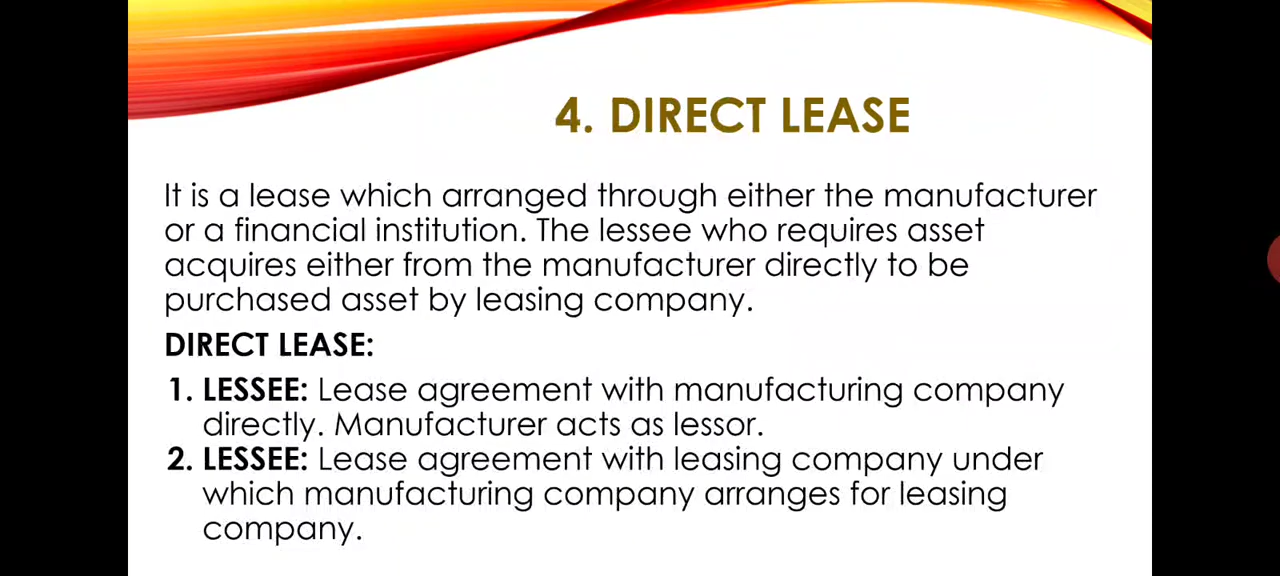 4. DIRECT LEASE
It is a lease which arranged through either the manufacturer
or a financial institution. The lessee who requires asset
acquires either from the manufacturer directly to be
purchased asset by leasing company.
DIRECT LEASE:
1. LESSEE: Lease agreement with manufacturing company
directly. Manufacturer acts as lessor.
2. LESSEE: Lease agreement with leasing company under
which manufacturing company arranges for leasing
company.